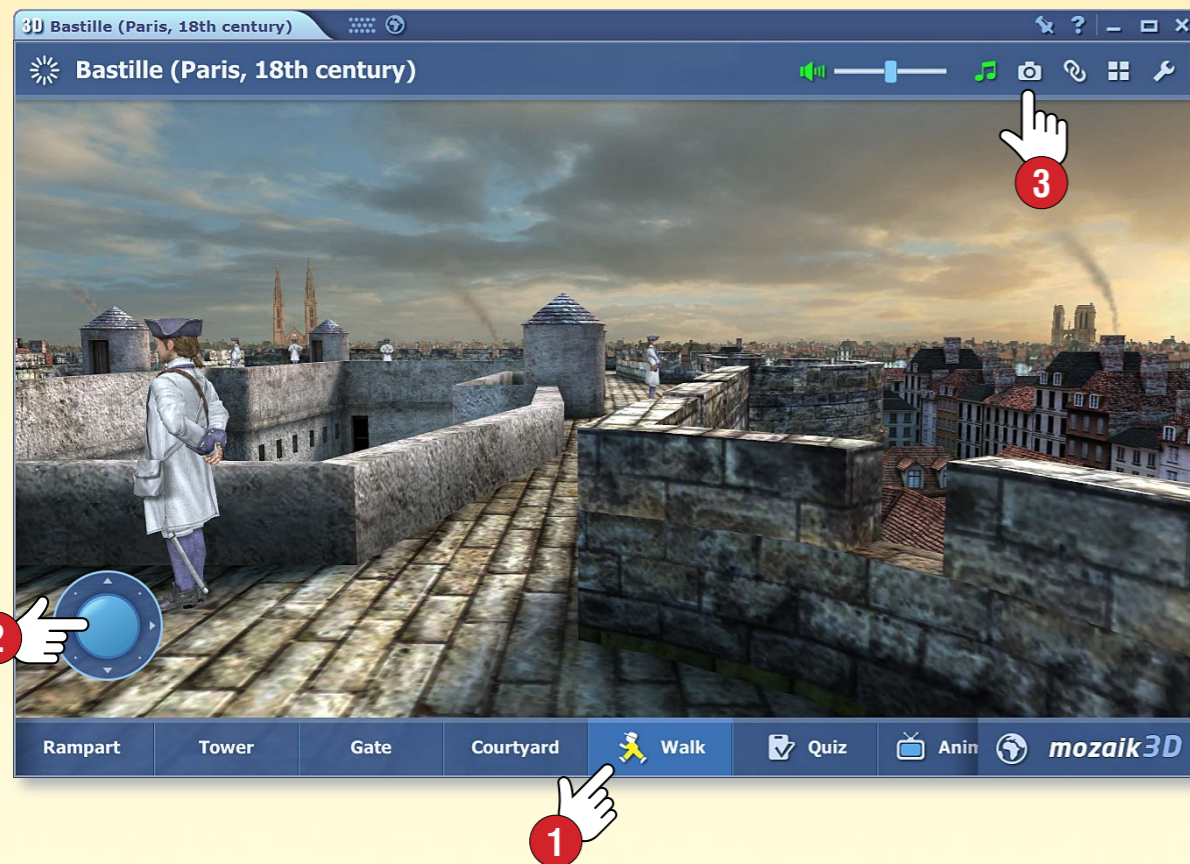 3D Bastille (Paris, 18th century)
?
Bastille (Paris, 18th century)
3
2
Rampart Tower Gate Courtyard Walk Quiz Anim mozaik3D
1